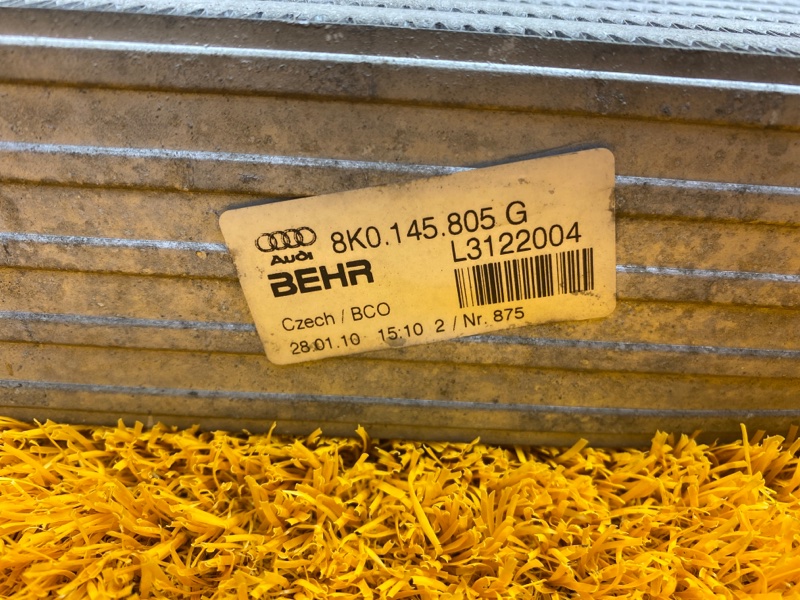 8K0.145.805 G
Audi
L3122004
BEHR
Czech / BCO
28.01.10 15:10 2 / Nr. 875